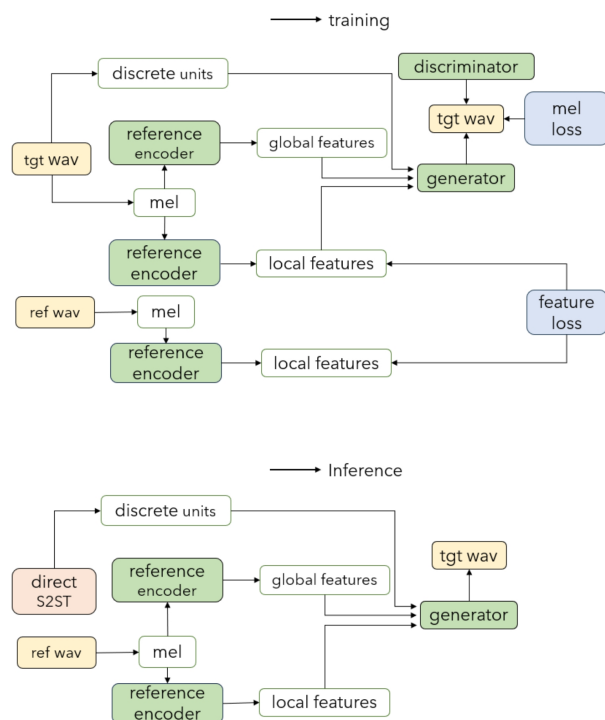 training
discrete units
discriminator
tgt wav
mel
loss
reference
encoder
global features
tgt wav
generator
mel
reference
encoder
local features
ref wav
mel
feature
loss
reference
encoder
local features
Inference
discrete units
tgt wav
direct
S2ST
reference
encoder
global features
generator
ref wav
mel
reference
encoder
local features